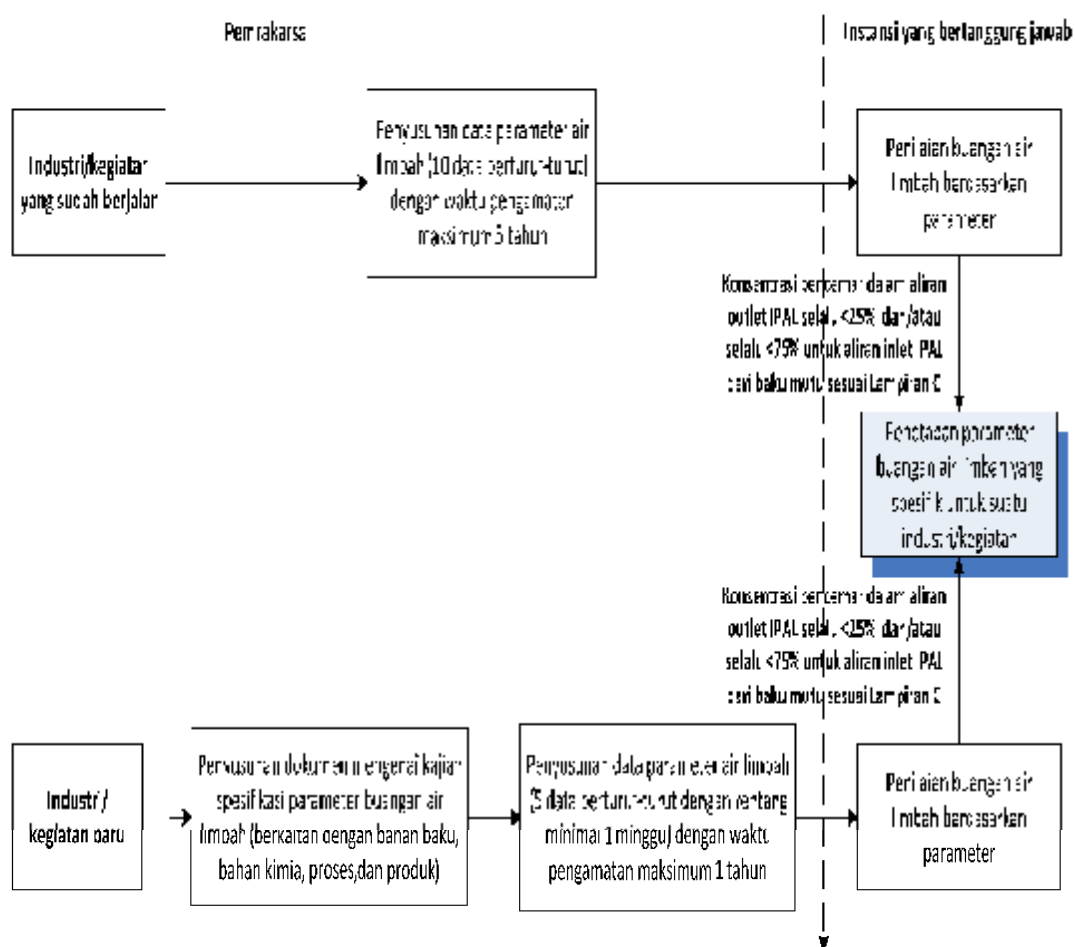 Pemrakarsa
Instansi yang bertanggung jawab
Industri/kegiatan
yang sudah berjalan
Penyusunan data parameter air
limbah (10 data berturut-turut)
dengan waktu pengamatan
maksimum 5 tahun
Penilaian buangan air
limbah berdasarkan
parameter
Konsentrasi pencemar dalam aliran
outlet IPAL selalu <25% dan/atau
selalu <75% untuk aliran inlet IPAL
dari baku mutu sesuai Lampiran C
Penetapan parameter
buangan air limbah yang
spesifik untuk suatu
industri/kegiatan
Konsentrasi pencemar dalam aliran
outlet IPAL selalu <25% dan/atau
selalu <75% untuk aliran inlet IPAL
dari baku mutu sesuai Lampiran C
Industri/
kegiatan baru
Penyusunan dokumen mengenai kajian
spesifikasi parameter buangan air
limbah (berkaitan dengan bahan baku,
bahan kimia, proses,dan produk)
Penyusunan data parameter air limbah
(5 data berturut-turut dengan rentang
minimal 1 minggu) dengan waktu
pengamatan maksimum 1 tahun
Penilaian buangan air
limbah berdasarkan
parameter